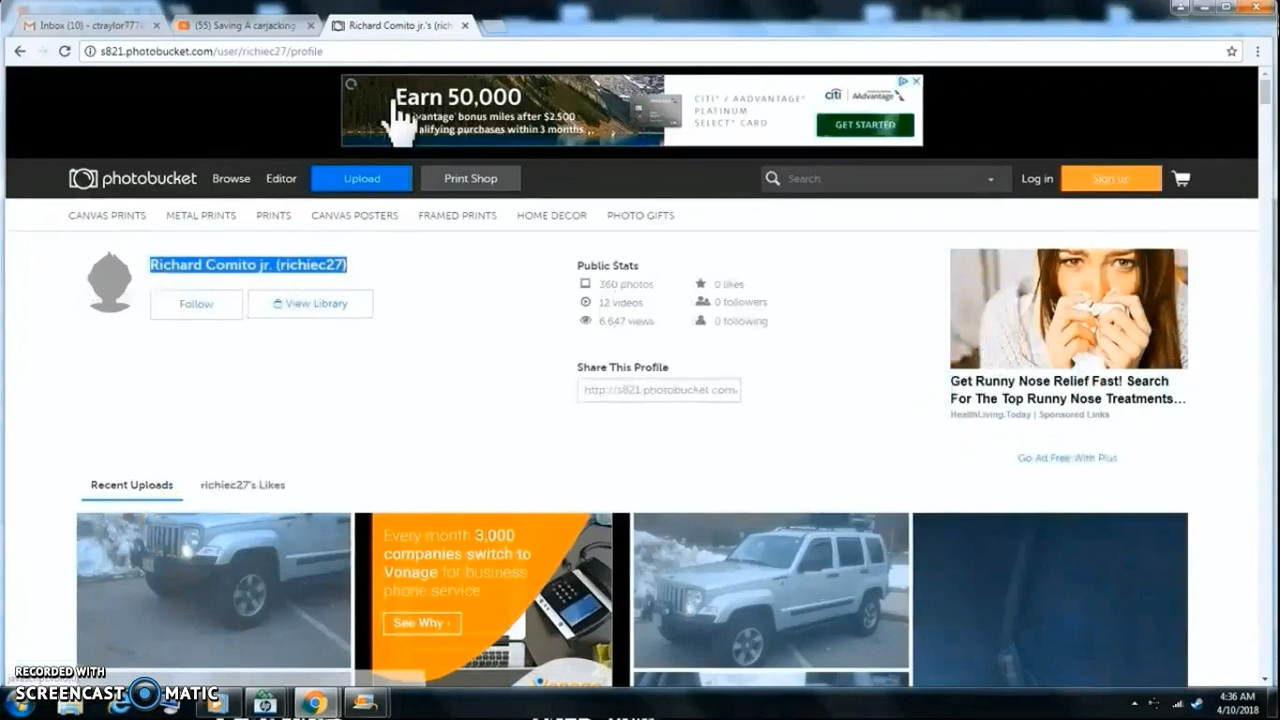 Inbox (10) - ctraylor777
(55) Saving A carjacking
Richard Comito jr.'s (rich
s821.photobucket.com/user/richiec27/profile
Earn 50,000
vantage bonus miles after $2,500
alifying purchases within 3 months...
CITI® / AADVANTAGE®
PLATINUM
SELECT® CARD
citi AAdvantage
GET STARTED
photobucket Browse Editor Upload Print Shop Search Log in Sign up
CANVAS PRINTS METAL PRINTS PRINTS CANVAS POSTERS FRAMED PRINTS HOME DECOR PHOTO GIFTS
Richard Comito jr. (richiec27)
Follow View Library
Public Stats
360 photos 0 likes
12 videos 0 followers
6,647 views 0 following
Share This Profile
http://s821.photobucket.com
Get Runny Nose Relief Fast! Search
For The Top Runny Nose Treatments...
HealthLiving.Today | Sponsored Links
Go Ad Free With Plus
Recent Uploads richiec27's Likes
Every month 3,000
companies switch to
Vonage for business
phone service
See Why ›
Vonage
RECORDED WITH
SCREENCAST MATIC
4:36 AM
4/10/2018